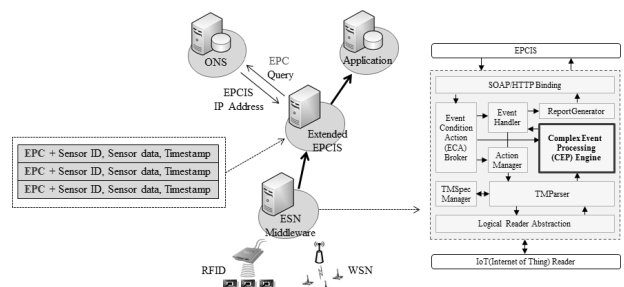 ONS
Application
EPC
Query
EPCIS
IP Address
Extended
EPCIS
EPC + Sensor ID, Sensor data, Timestamp
EPC + Sensor ID, Sensor data, Timestamp
EPC + Sensor ID, Sensor data, Timestamp
ESN
Middleware
RFID
WSN
EPCIS
SOAP/HTTP Binding
Event
Condition
Action
(ECA)
Broker
Event
Handler
ReportGenerator
Complex Event
Processing
(CEP) Engine
Action
Manager
TMSpec
Manager
TMParser
Logical Reader Abstraction
IoT(Internet of Thing) Reader